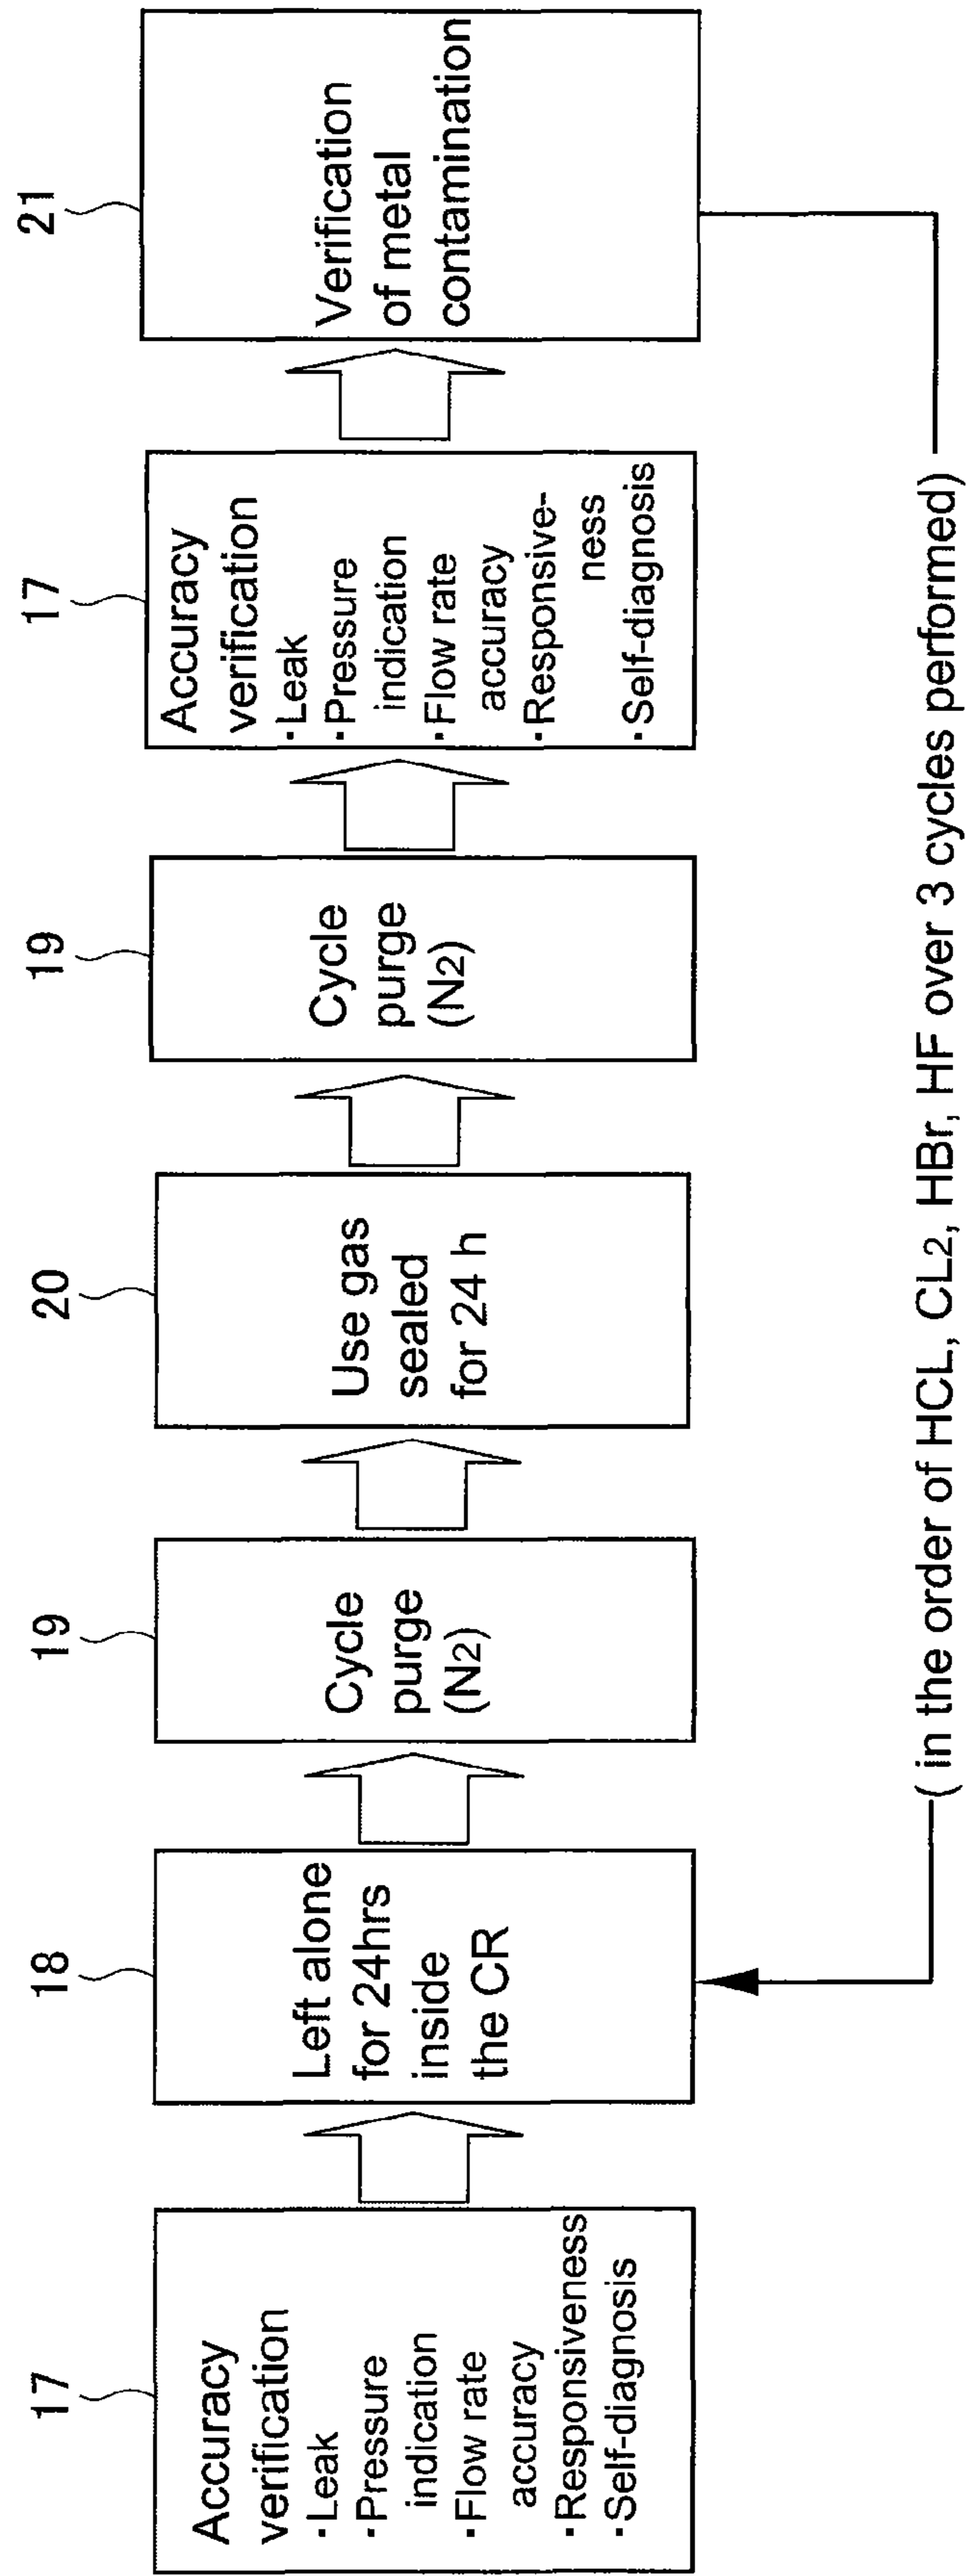 17
Accuracy
verification
・Leak
・Pressure
indication
・Flow rate
accuracy
・Responsiveness
・Self-diagnosis
18
Left alone
for 24hrs
inside
the CR
19
Cycle
purge
(N2)
20
Use gas
sealed
for 24 h
19
Cycle
purge
(N2)
17
Accuracy
verification
・Leak
・Pressure
indication
・Flow rate
accuracy
・Responsive-
ness
・Self-diagnosis
21
Verification
of metal
contamination
( in the order of HCL, CL2, HBr, HF over 3 cycles performed)